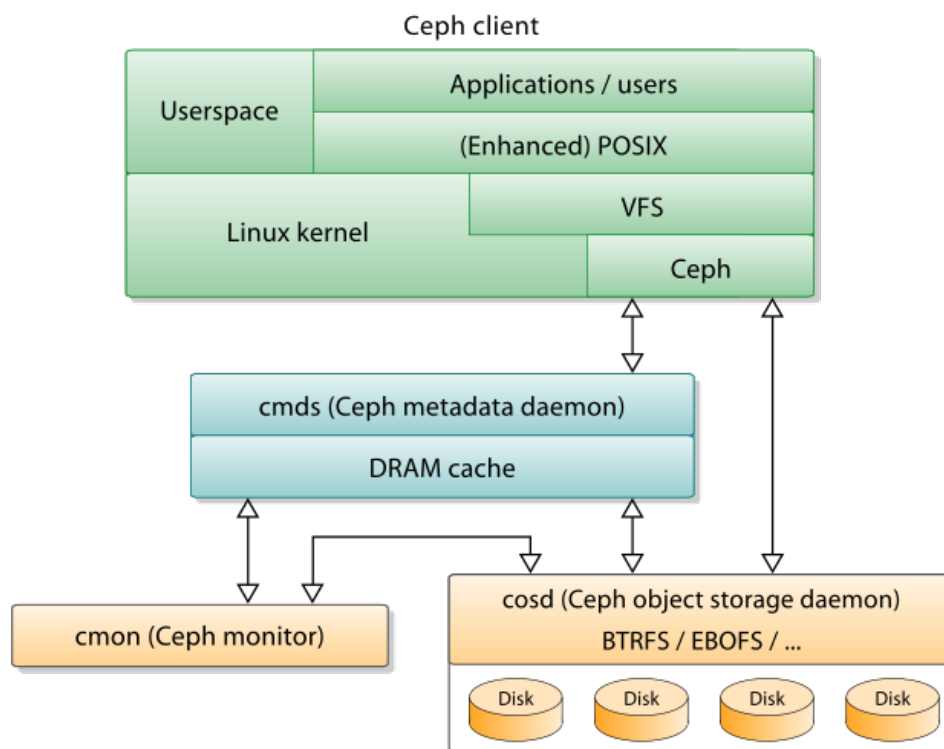 Ceph client
Userspace
Applications / users
(Enhanced) POSIX
Linux kernel
VFS
Ceph
cmds (Ceph metadata daemon)
DRAM cache
cmon (Ceph monitor)
cosd (Ceph object storage daemon)
BTRFS / EBOFS / ...
Disk
Disk
Disk
Disk